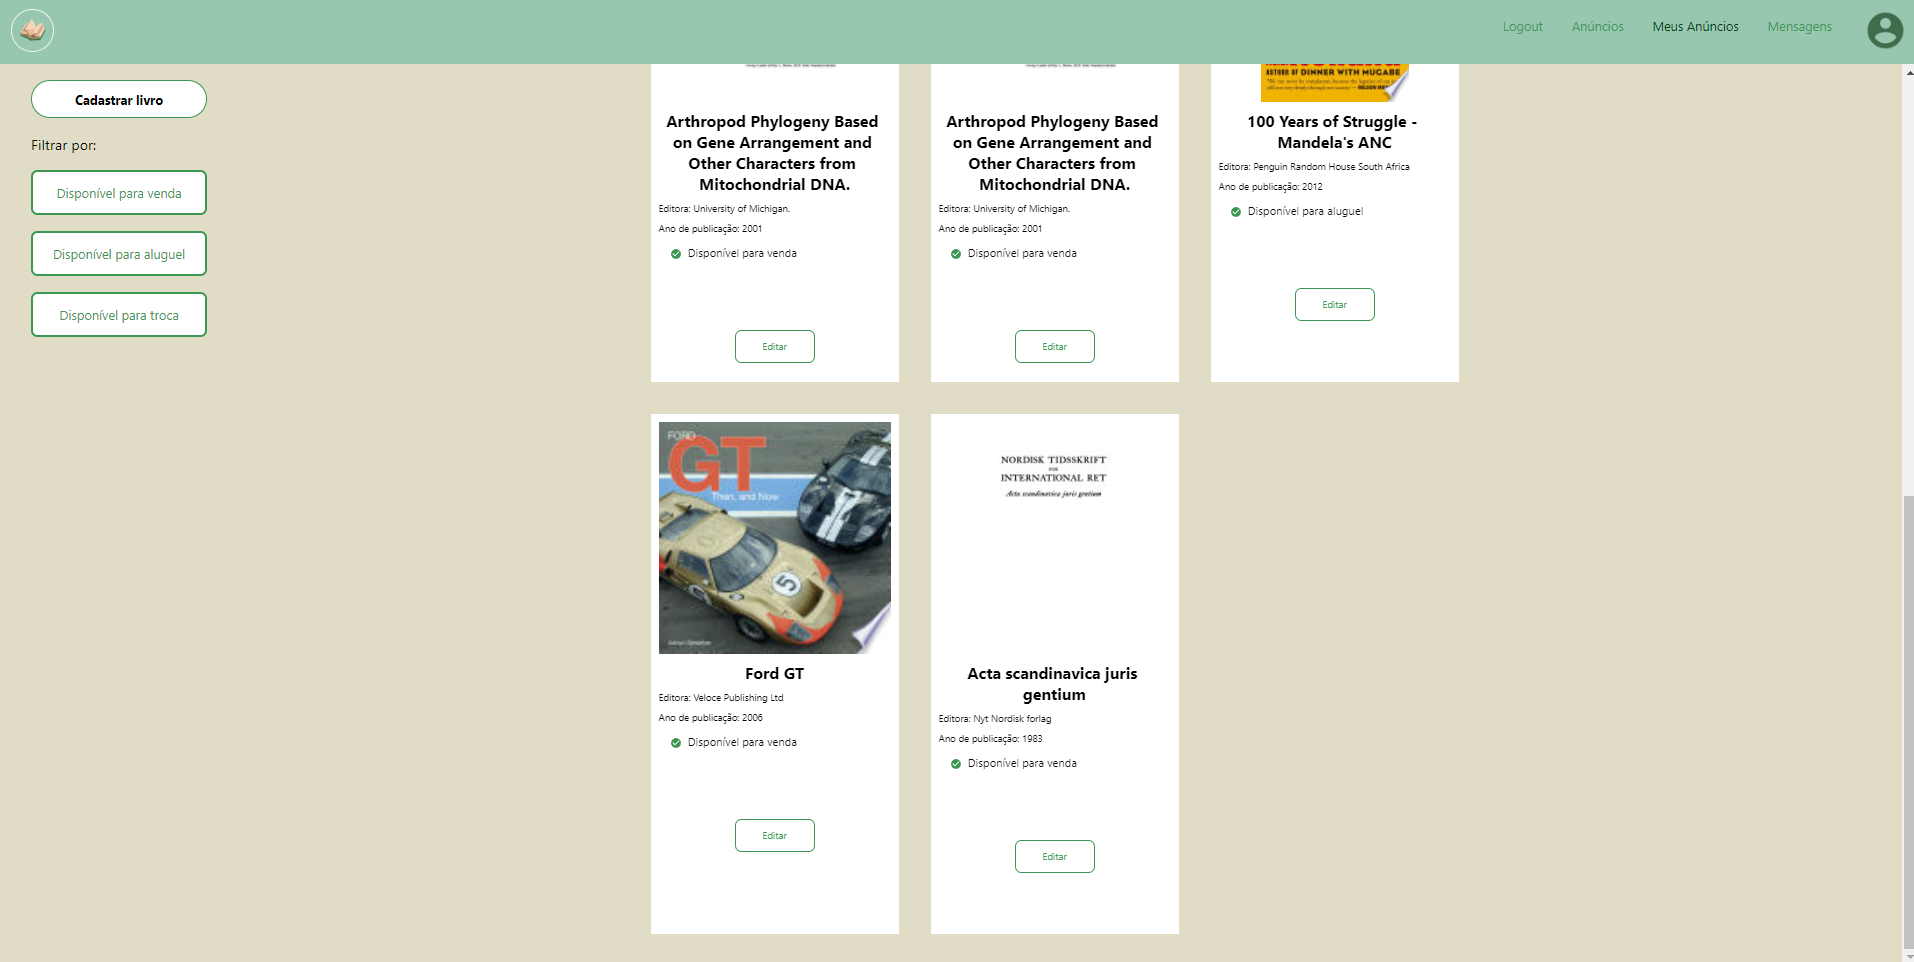 Logout
Anúncios
Meus Anúncios
Mensagens
Cadastrar livro
Filtrar por:
Disponível para venda
Disponível para aluguel
Disponível para troca
Arthropod Phylogeny Based
on Gene Arrangement and
Other Characters from
Mitochondrial DNA.
Editora: University of Michigan.
Ano de publicação: 2001
Disponível para venda
Editar
Arthropod Phylogeny Based
on Gene Arrangement and
Other Characters from
Mitochondrial DNA.
Editora: University of Michigan.
Ano de publicação: 2001
Disponível para venda
Editar
AUTHOR OF DINNER WITH MUGABE
100 Years of Struggle -
Mandela's ANC
Editora: Penguin Random House South Africa
Ano de publicação: 2012
Disponível para aluguel
Editar
FORD
GT
Then, and Now
5
Ford GT
Editora: Veloce Publishing Ltd
Ano de publicação: 2006
Disponível para venda
Editar
NORDISK TIDSSKRIFT
FOR
INTERNATIONAL RET
Acta scandinavica juris gentium
Acta scandinavica juris
gentium
Editora: Nyt Nordisk forlag
Ano de publicação: 1983
Disponível para venda
Editar